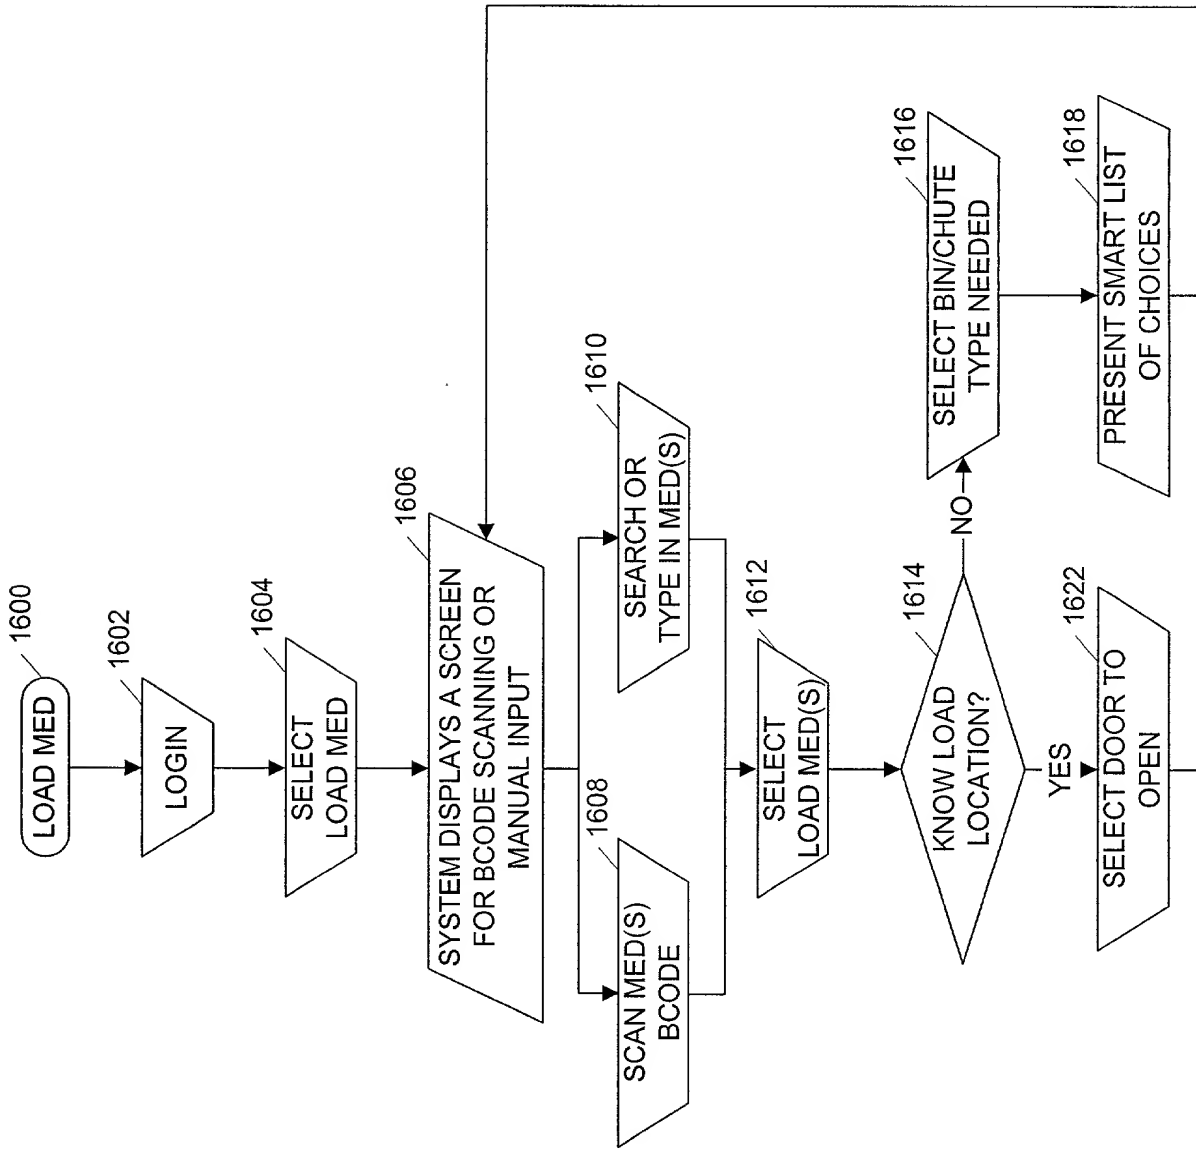 1600
LOAD MED
1602
LOGIN
1604
SELECT
LOAD MED
1606
SYSTEM DISPLAYS A SCREEN
FOR BCODE SCANNING OR
MANUAL INPUT
1608
SCAN MED(S)
BCODE
1610
SEARCH OR
TYPE IN MED(S)
1612
SELECT
LOAD MED(S)
1614
KNOW LOAD
LOCATION?
NO
YES
1616
SELECT BIN/CHUTE
TYPE NEEDED
1618
PRESENT SMART LIST
OF CHOICES
1622
SELECT DOOR TO
OPEN